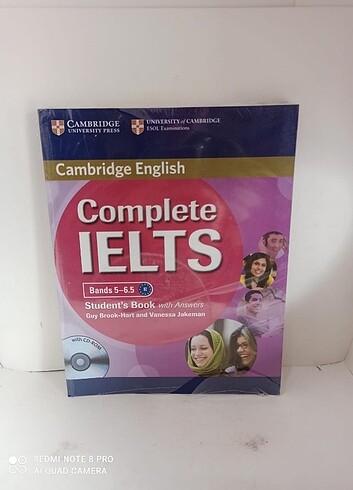 CAMBRIDGE
UNIVERSITY PRESS
UNIVERSITY of CAMBRIDGE
ESOL Examinations
Cambridge English
Complete
IELTS
Bands 5–6.5
Student's Book with Answers
Guy Brook-Hart and Vanessa Jakeman
with CD-ROM
REDMI NOTE 8 PRO
AI QUAD CAMERA